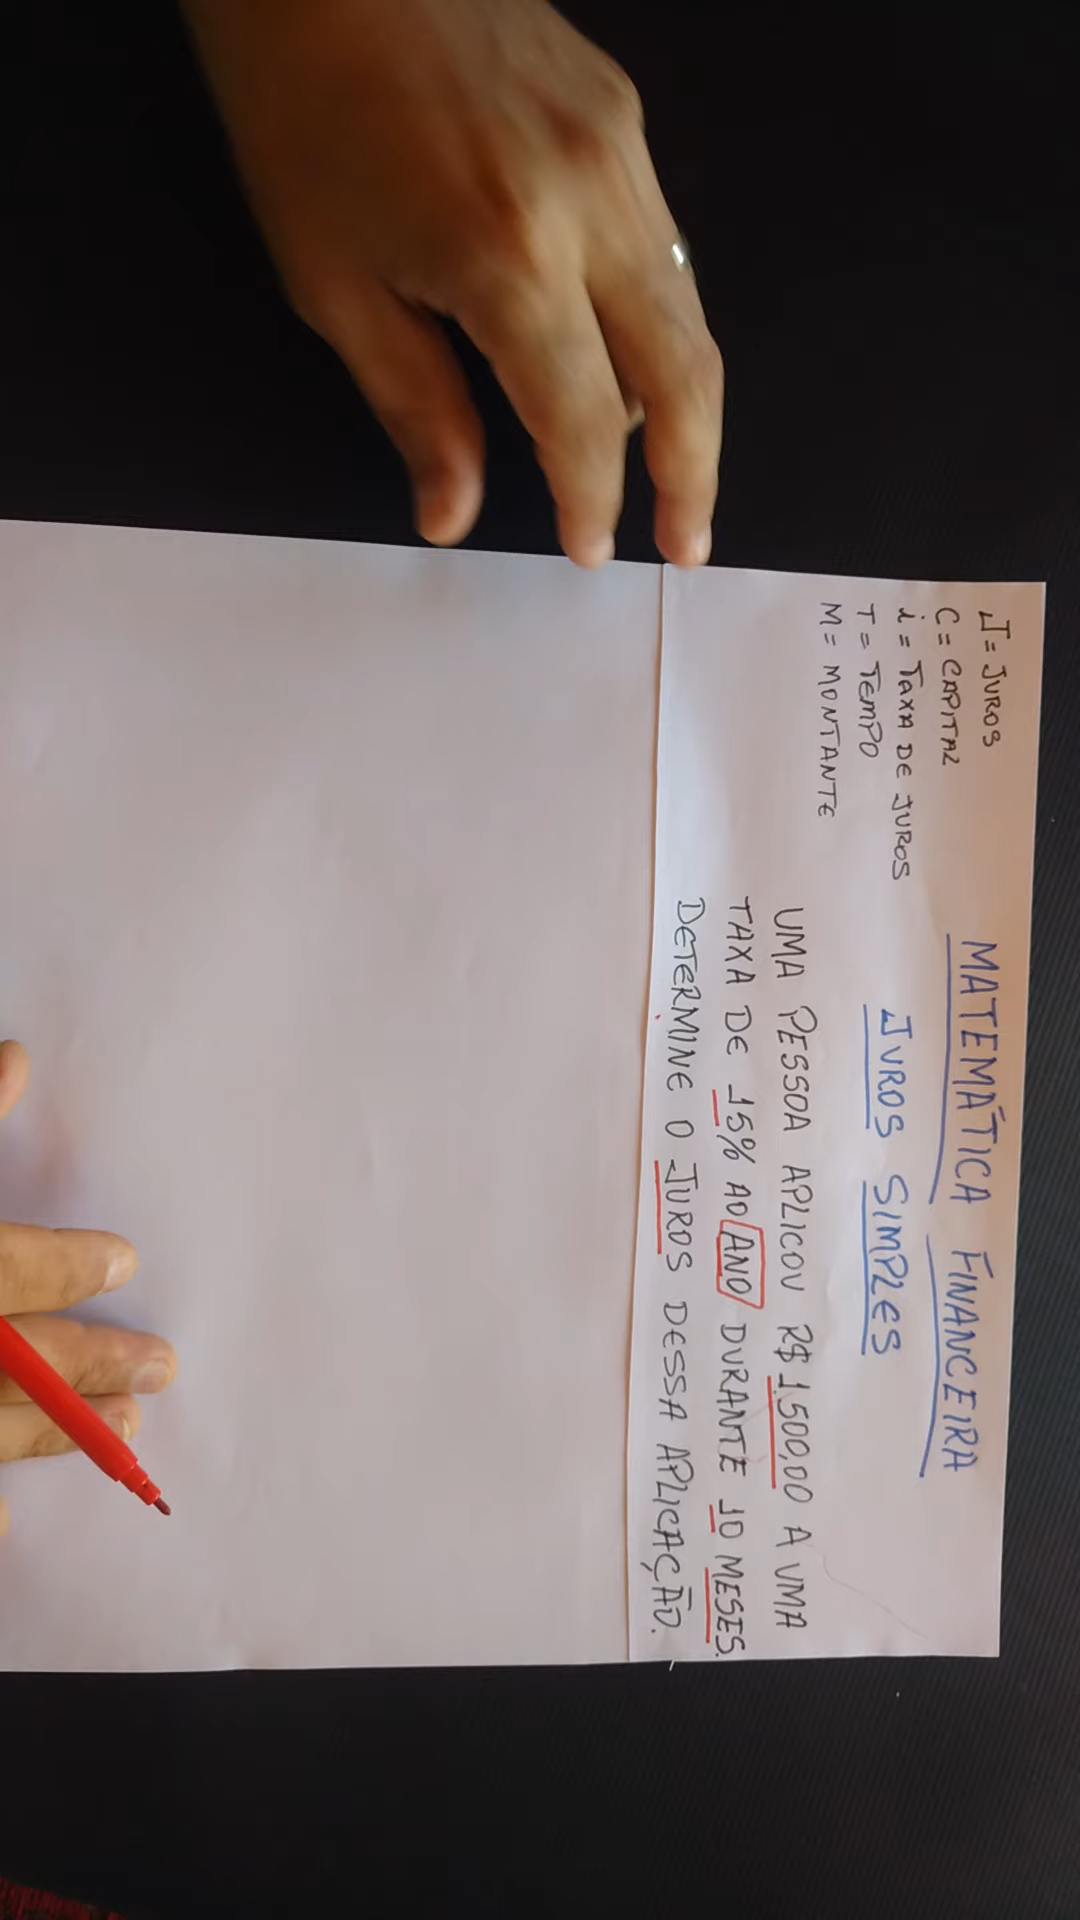 MATEMÁTICA FINANCEIRA
JUROS SIMPLES
J = JUROS
C = CAPITAL
i = TAXA DE JUROS
T = TEMPO
M = MONTANTE
UMA PESSOA APLICOU R$1.500,00 A UMA
TAXA DE 15% AO ANO DURANTE 10 MESES.
DETERMINE O JUROS DESSA APLICAÇÃO.